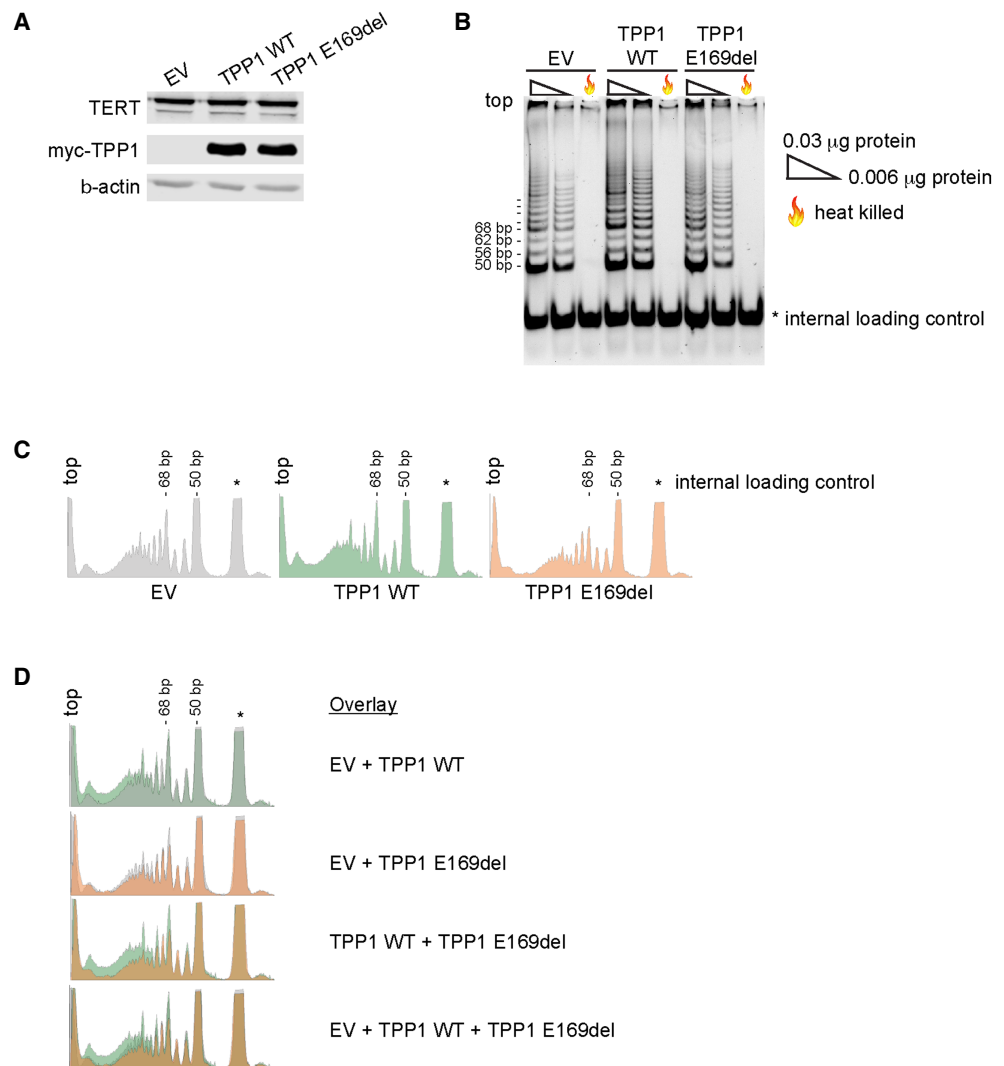 A
EV
TPP1 WT
TPP1 E169del
TERT
myc-TPP1
b-actin
B
EV
TPP1 WT
TPP1 E169del
top
68 bp -
62 bp -
56 bp -
50 bp -
0.03 µg protein
0.006 µg protein
heat killed
* internal loading control
C
top
- 68 bp
- 50 bp
*
top
- 68 bp
- 50 bp
*
top
- 68 bp
- 50 bp
* internal loading control
EV
TPP1 WT
TPP1 E169del
D
top
- 68 bp
- 50 bp
*
Overlay
EV + TPP1 WT
EV + TPP1 E169del
TPP1 WT + TPP1 E169del
EV + TPP1 WT + TPP1 E169del